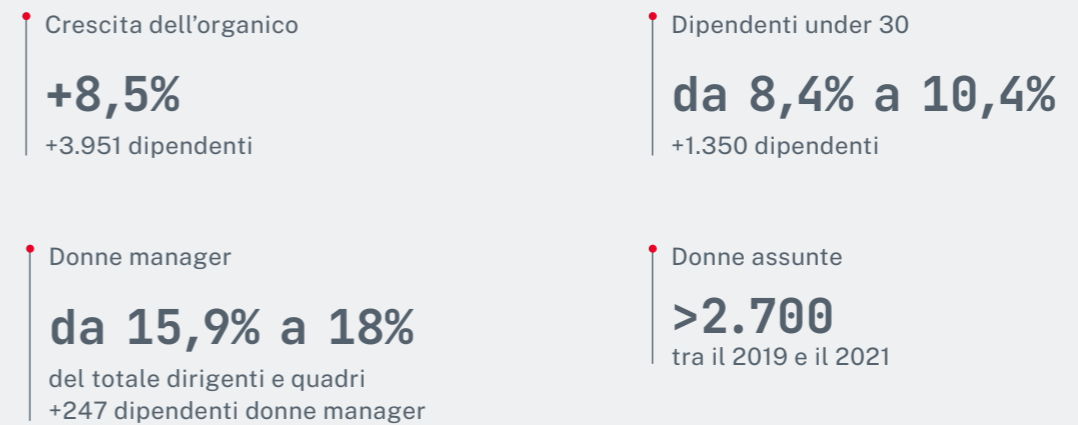 Crescita dell’organico
+8,5%
+3.951 dipendenti
Dipendenti under 30
da 8,4% a 10,4%
+1.350 dipendenti
Donne manager
da 15,9% a 18%
del totale dirigenti e quadri
+247 dipendenti donne manager
Donne assunte
>2.700
tra il 2019 e il 2021